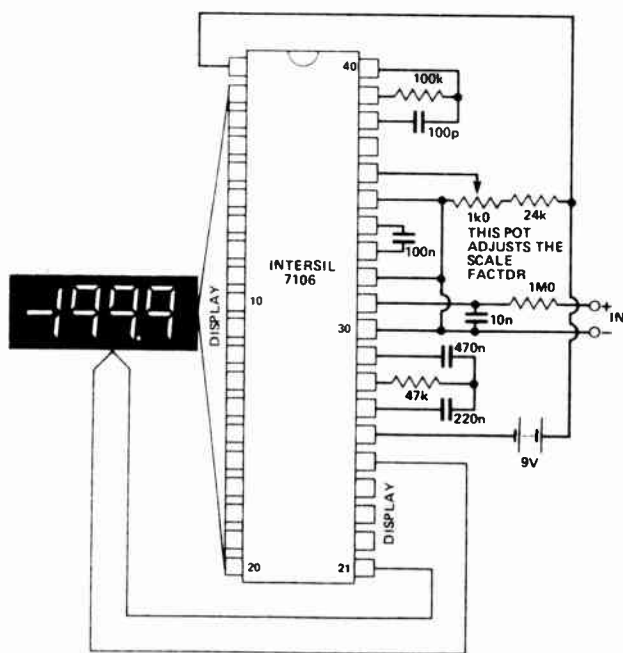 40
100k
100p
1k0
24k
THIS POT
ADJUSTS THE
SCALE
FACTDR
100n
INTERSIL
7106
1M0
+
IN
-199.9
DISPLAY
10
10n
30
−
470n
47k
220n
9V
DISPLAY
20
21